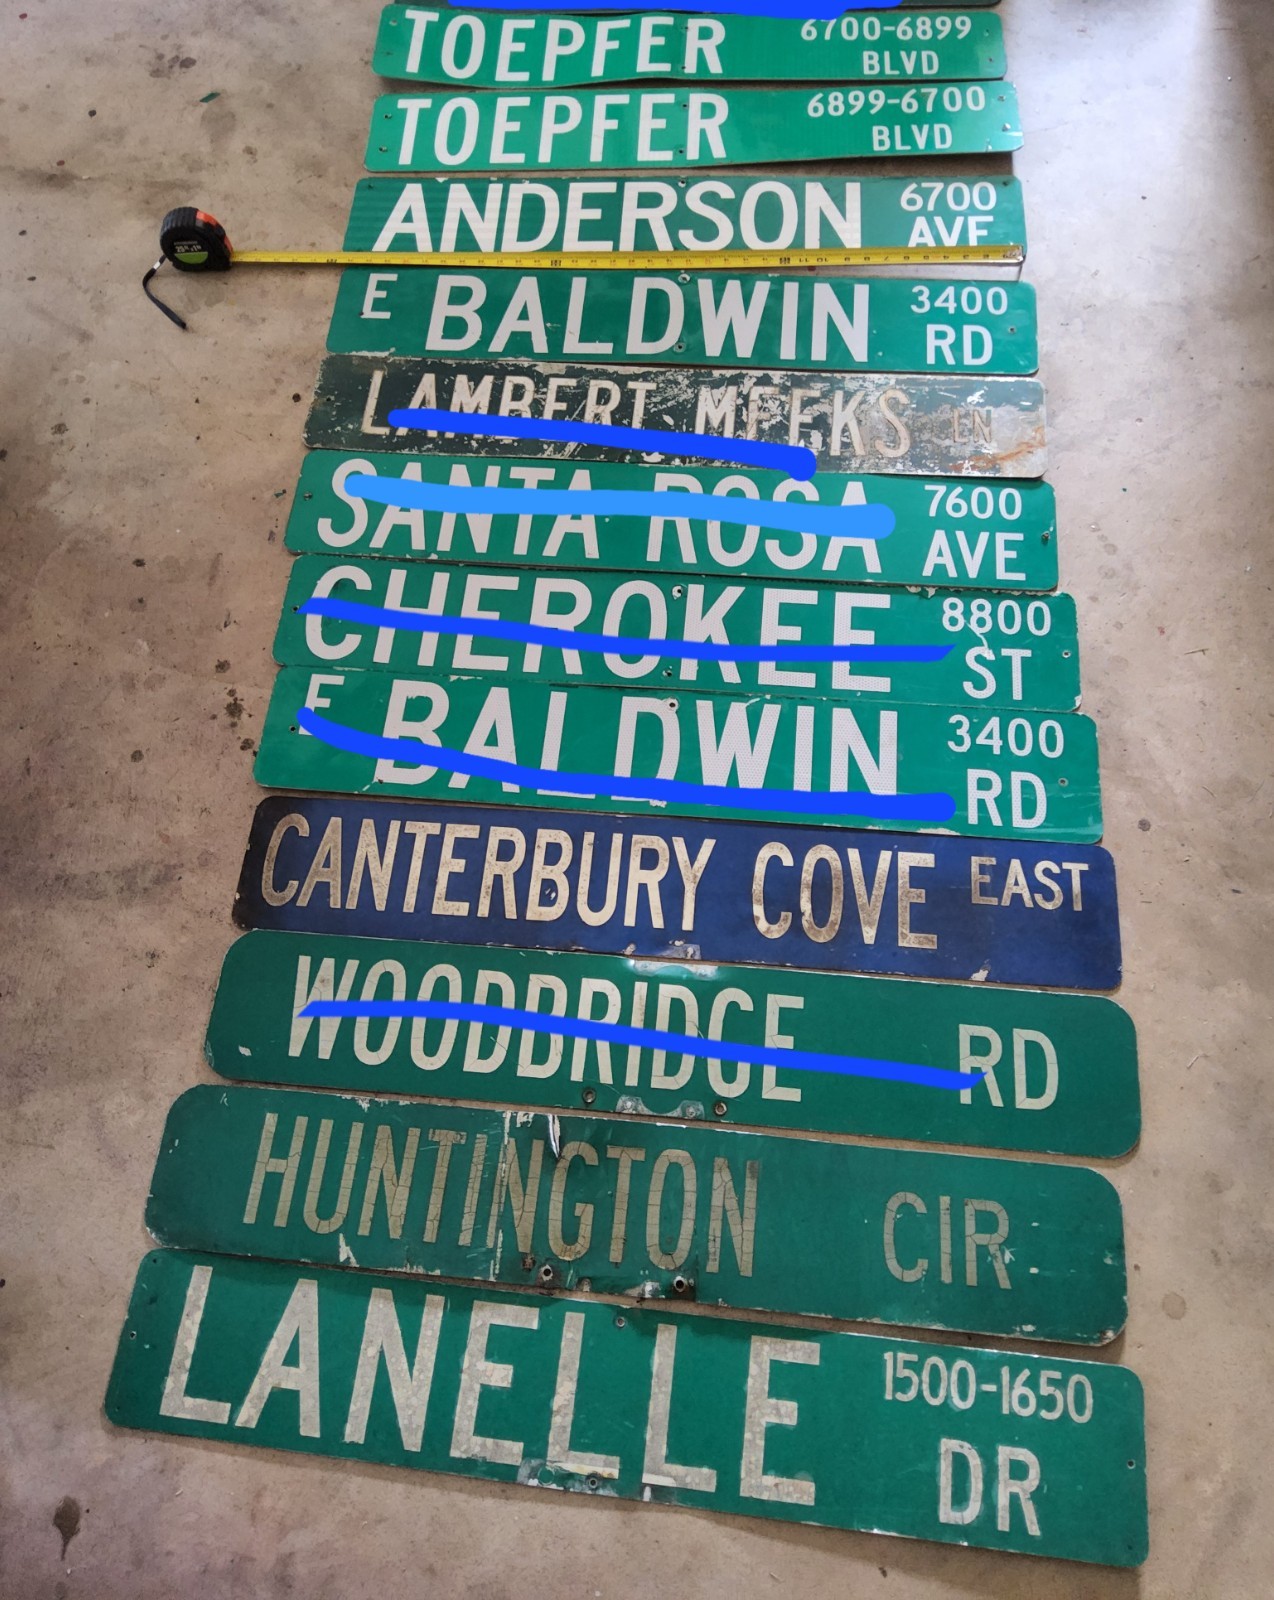 TOEPFER 6700-6899
BLVD
TOEPFER 6899-6700
BLVD
ANDERSON 6700
AVE
E BALDWIN 3400
RD
LAMBERT MEEKS LN
SANTA ROSA 7600
AVE
CHEROKEE 8800
ST
E BALDWIN 3400
RD
CANTERBURY COVE EAST
WOODBRIDGE RD
HUNTINGTON CIR
LANELLE 1500-1650
DR